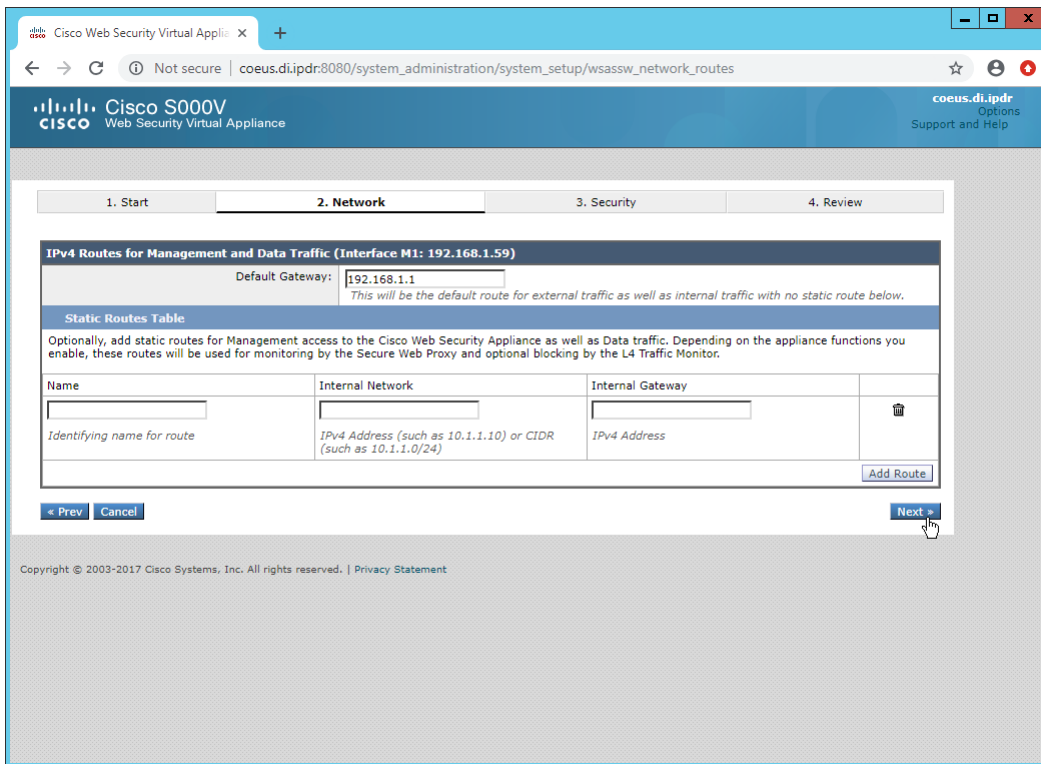 Cisco Web Security Virtual Applia
Not secure | coeus.di.ipdr:8080/system_administration/system_setup/wsassw_network_routes
CISCO
Cisco S000V
Web Security Virtual Appliance
coeus.di.ipdr
Options
Support and Help
1. Start
2. Network
3. Security
4. Review
IPv4 Routes for Management and Data Traffic (Interface M1: 192.168.1.59)
Default Gateway: 192.168.1.1
This will be the default route for external traffic as well as internal traffic with no static route below.
Static Routes Table
Optionally, add static routes for Management access to the Cisco Web Security Appliance as well as Data traffic. Depending on the appliance functions you
enable, these routes will be used for monitoring by the Secure Web Proxy and optional blocking by the L4 Traffic Monitor.
Name
Internal Network
Internal Gateway
Identifying name for route
IPv4 Address (such as 10.1.1.10) or CIDR
(such as 10.1.1.0/24)
IPv4 Address
Add Route
« Prev
Cancel
Next »
Copyright © 2003-2017 Cisco Systems, Inc. All rights reserved. | Privacy Statement